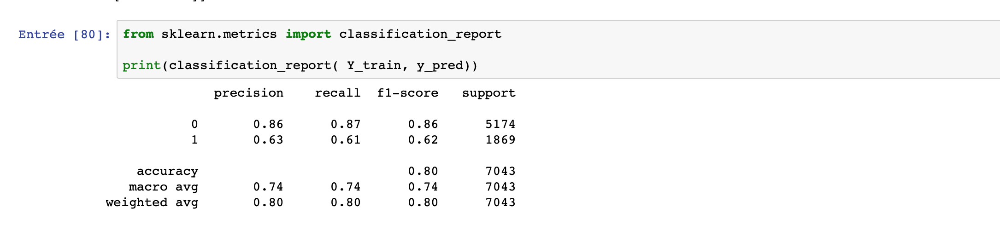 Entrée [80]: from sklearn.metrics import classification_report
print(classification_report( Y_train, y_pred))
precision recall f1-score support
0 0.86 0.87 0.86 5174
1 0.63 0.61 0.62 1869
accuracy 0.80 7043
macro avg 0.74 0.74 0.74 7043
weighted avg 0.80 0.80 0.80 7043